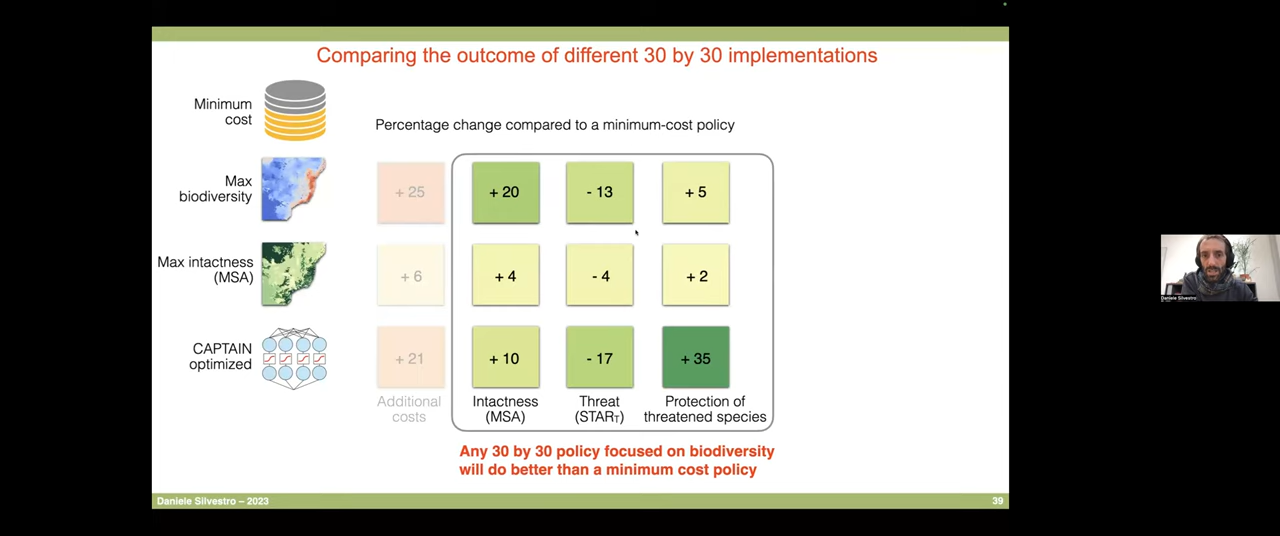 Comparing the outcome of different 30 by 30 implementations
Minimum
cost
Percentage change compared to a minimum-cost policy
Max
biodiversity
+ 25
+ 20
- 13
+ 5
Max intactness
(MSA)
+ 6
+ 4
- 4
+ 2
CAPTAIN
optimized
+ 21
+ 10
- 17
+ 35
Additional
costs
Intactness
(MSA)
Threat
(START)
Protection of
threatened species
Any 30 by 30 policy focused on biodiversity
will do better than a minimum cost policy
Daniele Silvestro – 2023
39
Daniele Silvestro